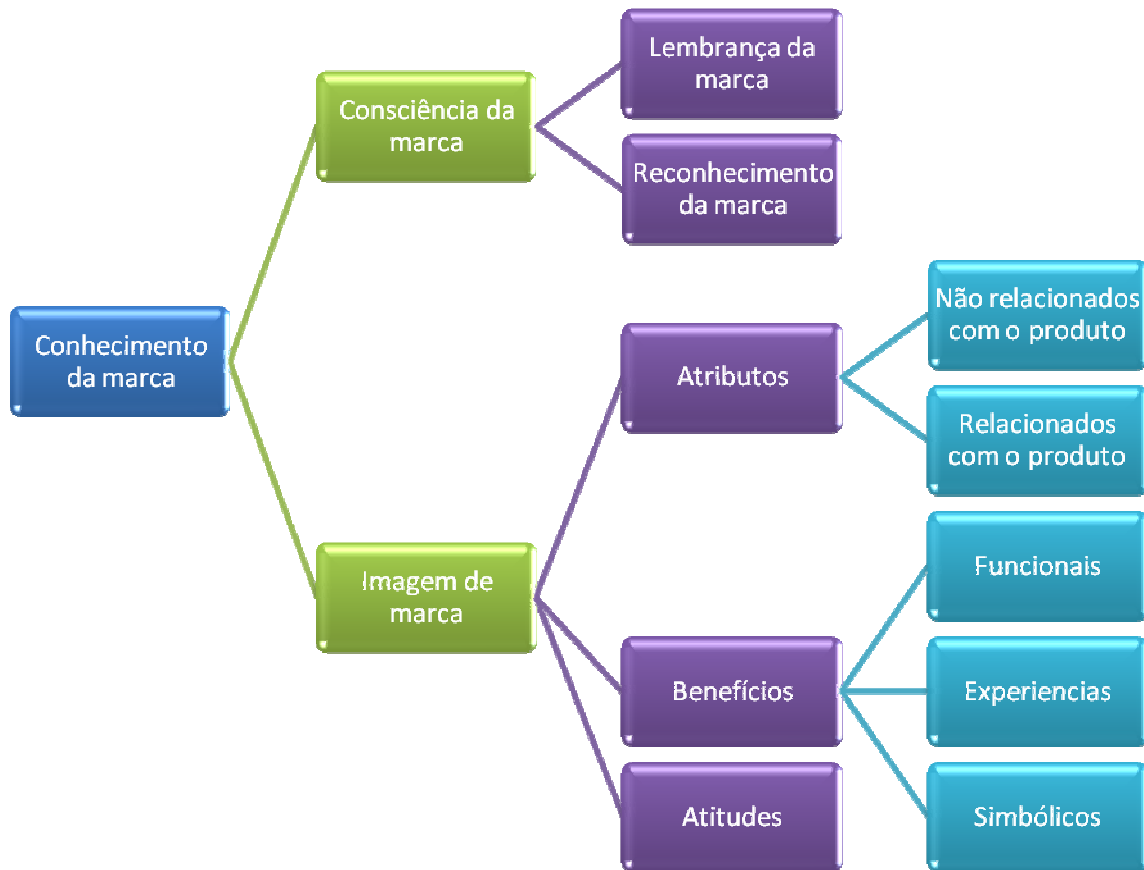 Lembrança da
marca
Consciência da
marca
Reconhecimento
da marca
Não relacionados
com o produto
Conhecimento
da marca
Atributos
Relacionados
com o produto
Funcionais
Imagem de
marca
Benefícios
Experiencias
Atitudes
Simbólicos